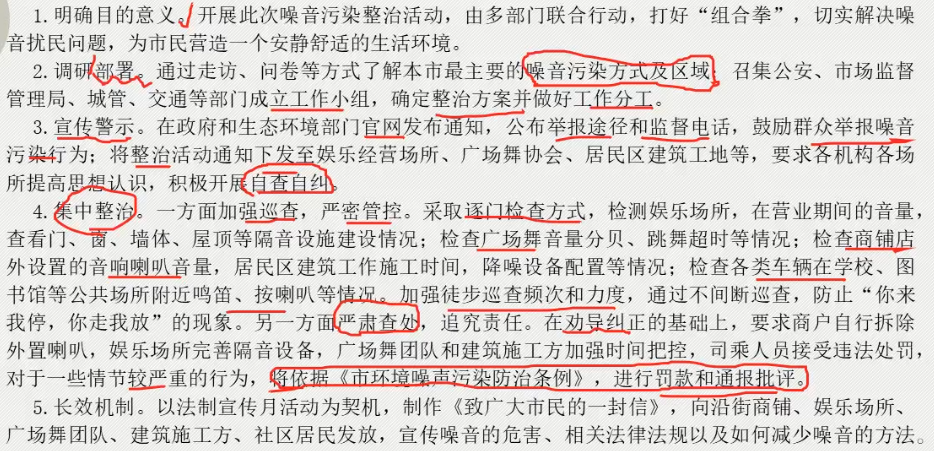 1.明确目的意义。开展此次噪音污染整治活动，由多部门联合行动，打好“组合拳”，切实解决噪
音扰民问题，为市民营造一个安静舒适的生活环境。
2.调研部署。通过走访、问卷等方式了解本市最主要的噪音污染方式及区域，召集公安、市场监督
管理局、城管、交通等部门成立工作小组，确定整治方案并做好工作分工。
3.宣传警示。在政府和生态环境部门官网发布通知，公布举报途径和监督电话，鼓励群众举报噪音
污染行为；将整治活动通知下发至娱乐经营场所、广场舞协会、居民区建筑工地等，要求各机构各场
所提高思想认识，积极开展自查自纠。
4.集中整治。一方面加强巡查，严密管控。采取逐门检查方式，检测娱乐场所，在营业期间的音量，
查看门、窗、墙体、屋顶等隔音设施建设情况；检查广场舞音量分贝、跳舞超时等情况；检查商铺店
外设置的音响喇叭音量，居民区建筑工作施工时间，降噪设备配置等情况；检查各类车辆在学校、图
书馆等公共场所附近鸣笛、按喇叭等情况。加强徒步巡查频次和力度，通过不间断巡查，防止“你来
我停，你走我放”的现象。另一方面严肃查处，追究责任。在劝导纠正的基础上，要求商户自行拆除
外置喇叭，娱乐场所完善隔音设备，广场舞团队和建筑施工方加强时间把控，司乘人员接受违法处罚，
对于一些情节较严重的行为，将依据《市环境噪声污染防治条例》，进行罚款和通报批评。
5.长效机制。以法制宣传月活动为契机，制作《致广大市民的一封信》，向沿街商铺、娱乐场所、
广场舞团队、建筑施工方、社区居民发放，宣传噪音的危害、相关法律法规以及如何减少噪音的方法。